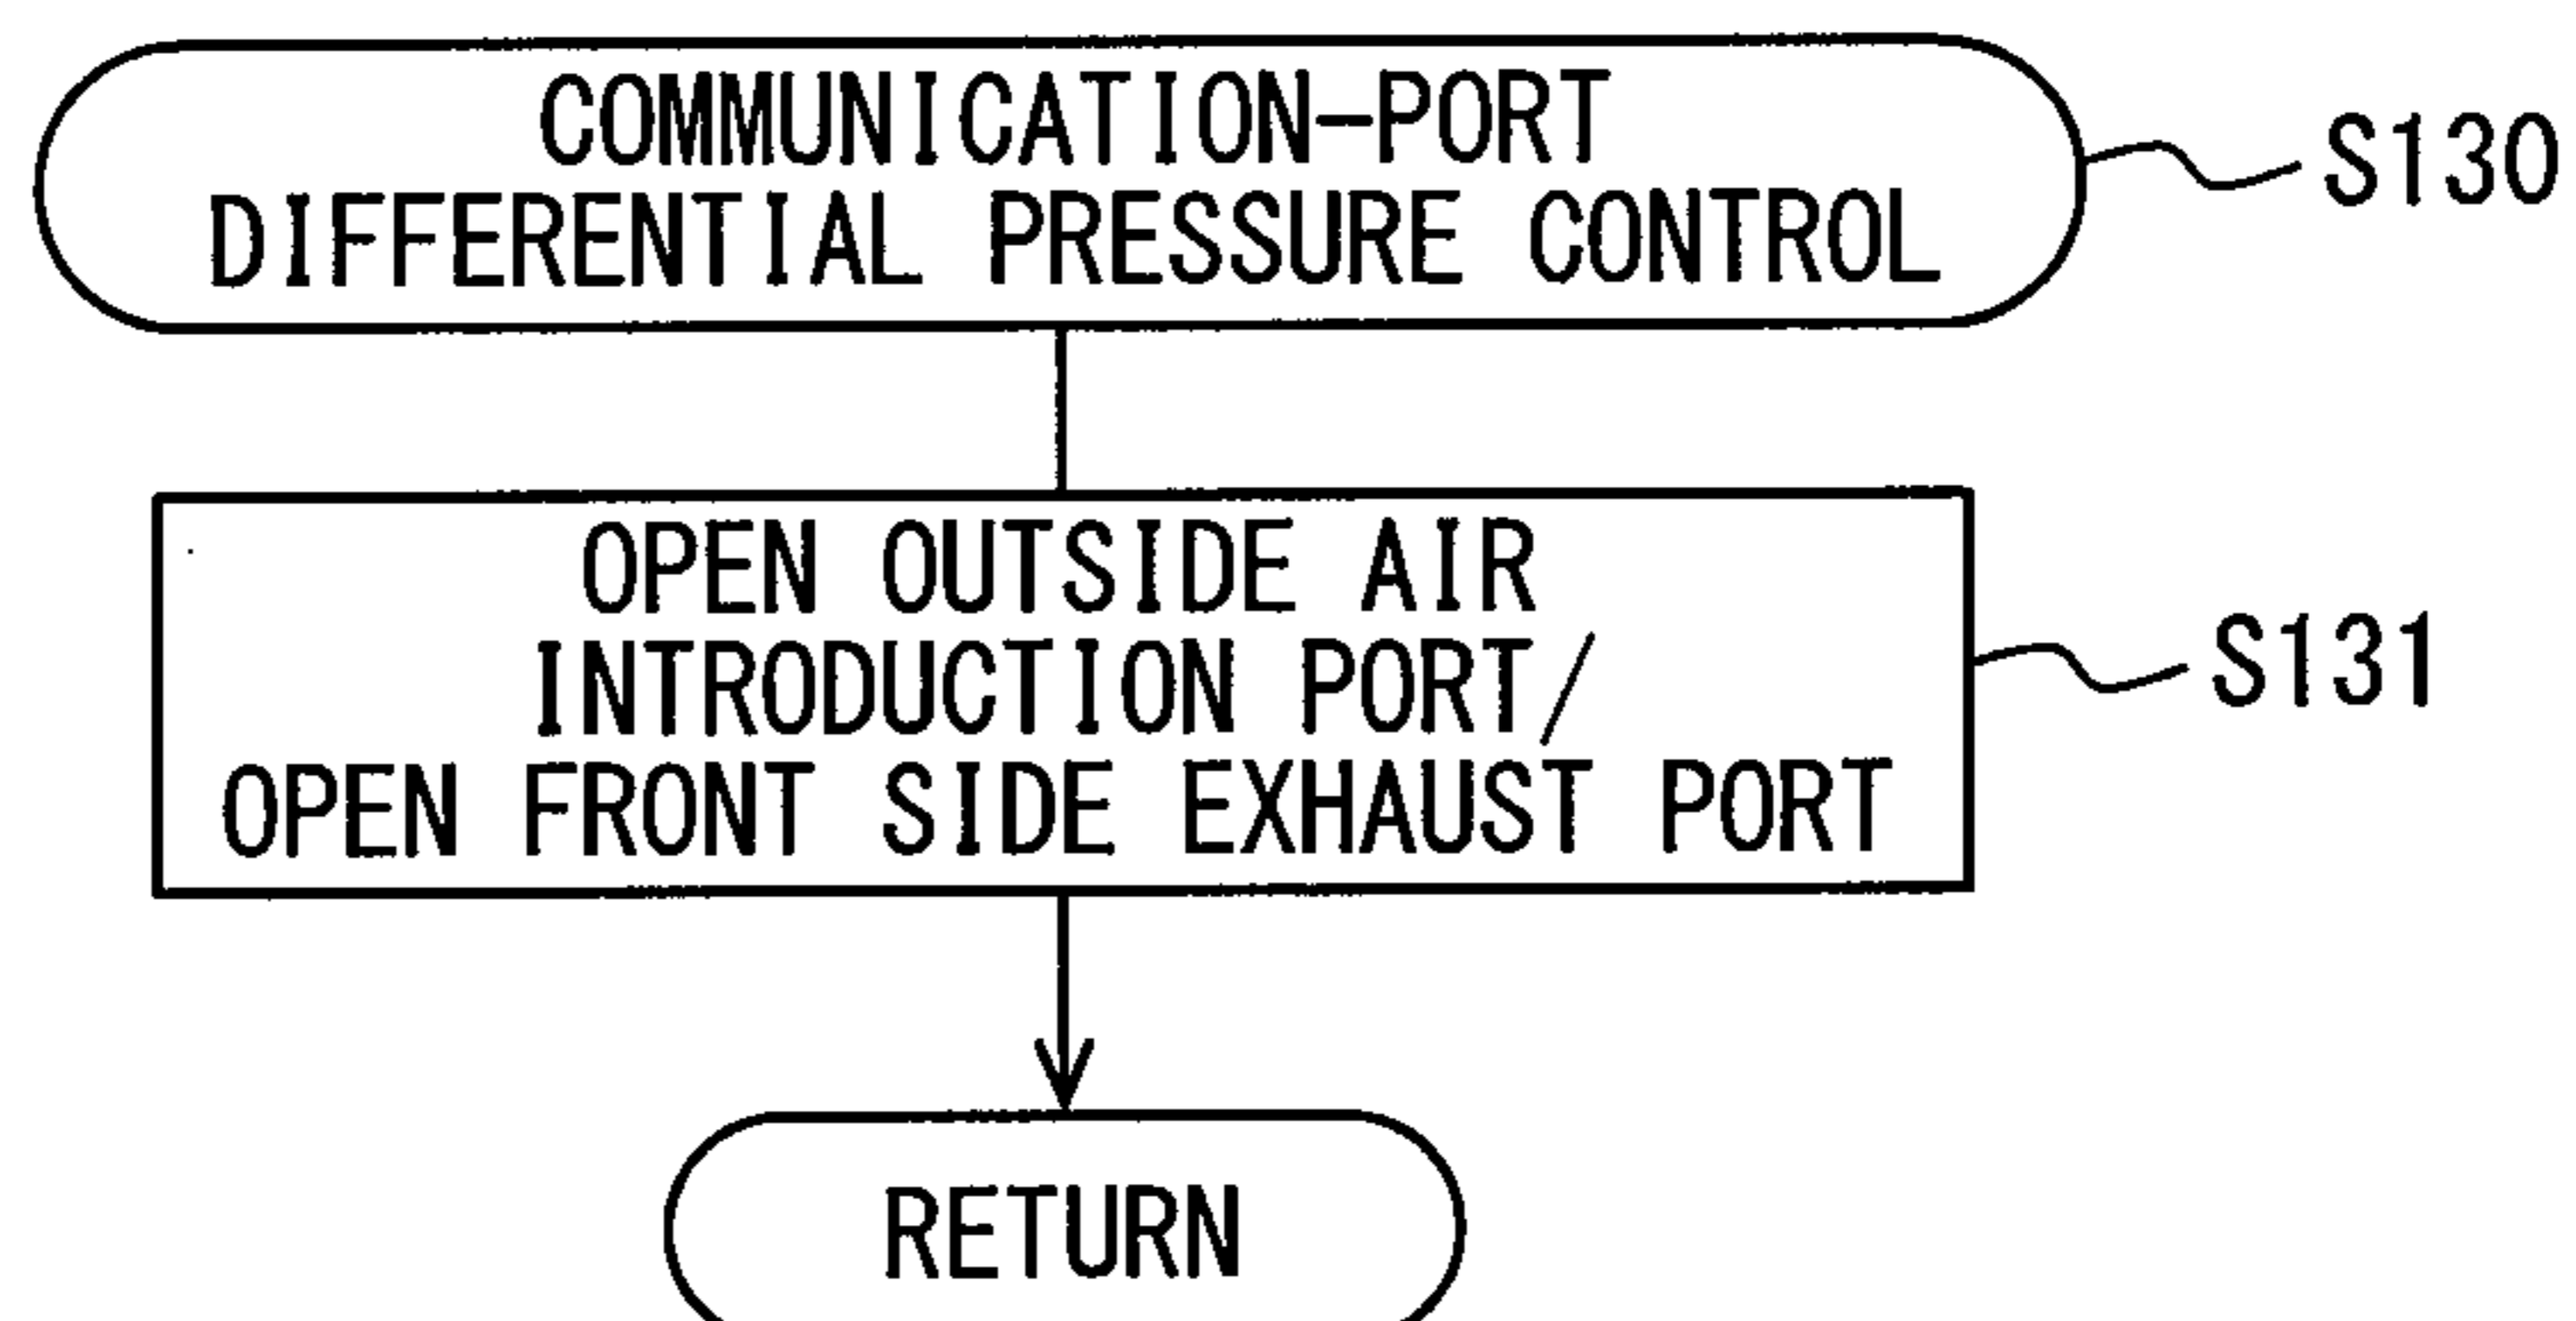 COMMUNICATION-PORT
DIFFERENTIAL PRESSURE CONTROL
S130
OPEN OUTSIDE AIR
INTRODUCTION PORT/
OPEN FRONT SIDE EXHAUST PORT
S131
RETURN